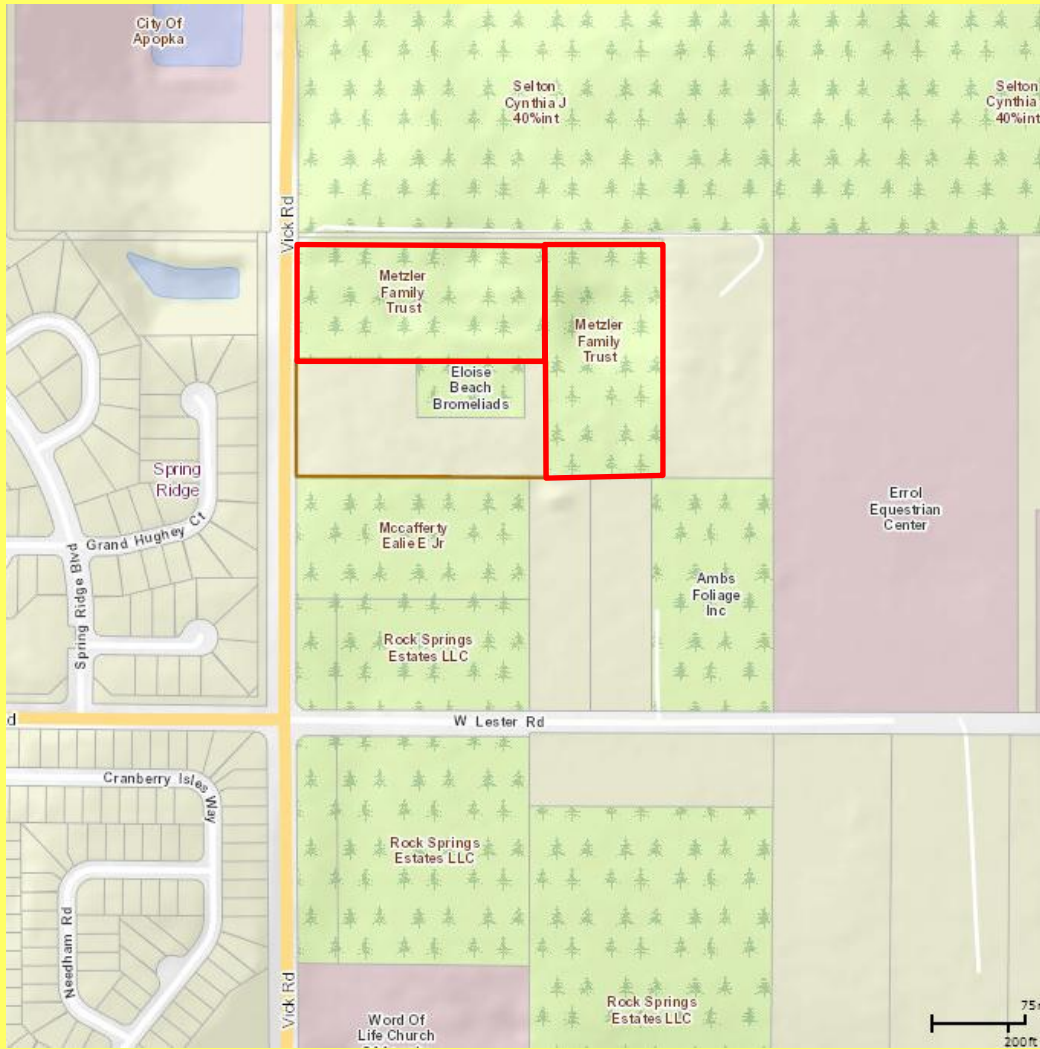 City Of
Apopka
Selton
Cynthia J
40%int
Selton
Cynthia
40%int
Vick Rd
Metzler
Family
Trust
Metzler
Family
Trust
Eloise
Beach
Bromeliads
Spring
Ridge
Grand Hughey Ct
Spring Ridge Blvd
Mccafferty
Ealie E Jr
Errol
Equestrian
Center
Ambs
Foliage
Inc
Rock Springs
Estates LLC
d
W Lester Rd
Cranberry Isles Way
Rock Springs
Estates LLC
Needham Rd
Vick Rd
Word Of
Life Church
Rock Springs
Estates LLC
75
200ft